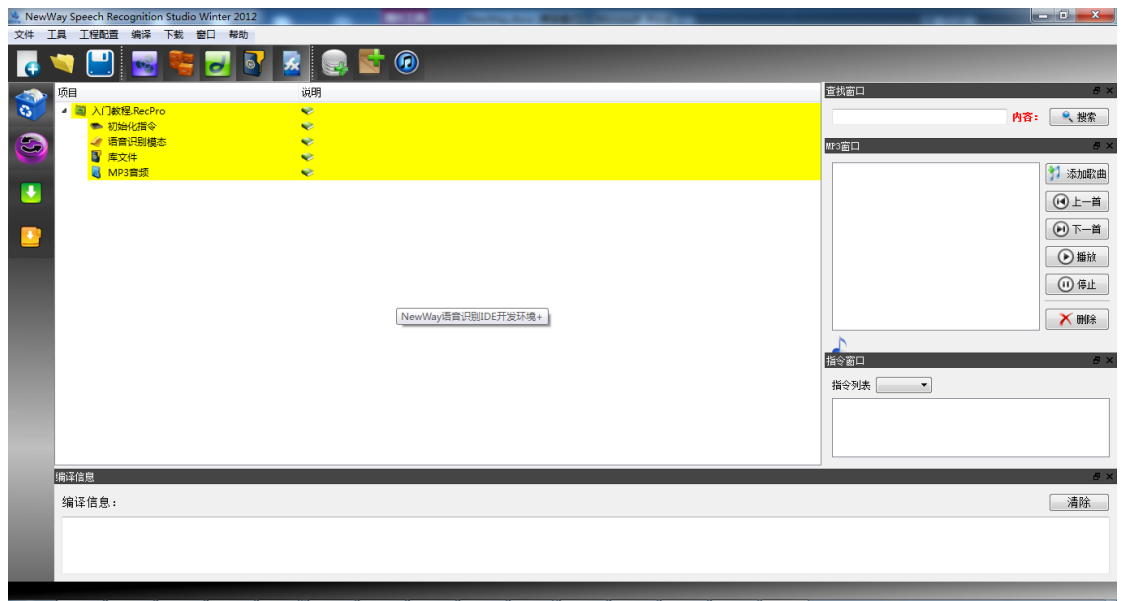 NewWay Speech Recognition Studio Winter 2012
文件 工具 工程配置 编译 下载 窗口 帮助
项目 说明
入门教程.RecPro
初始化指令
语音识别模态
库文件
MP3音频
NewWay语音识别IDE开发环境+
查找窗口
内容: 搜索
MP3窗口
添加歌曲
上一首
下一首
播放
停止
删除
指令窗口
指令列表
编译信息
编译信息:
清除